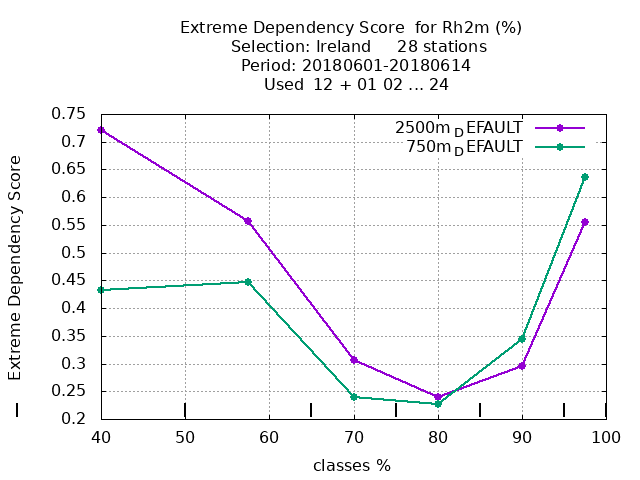 Extreme Dependency Score  for Rh2m (%)
Selection: Ireland     28 stations
Period: 20180601-20180614
Used  12 + 01 02 ... 24
Extreme Dependency Score
0.75
0.7
0.65
0.6
0.55
0.5
0.45
0.4
0.35
0.3
0.25
0.2
2500m_DEFAULT
750m_DEFAULT
40 50 60 70 80 90 100
classes %